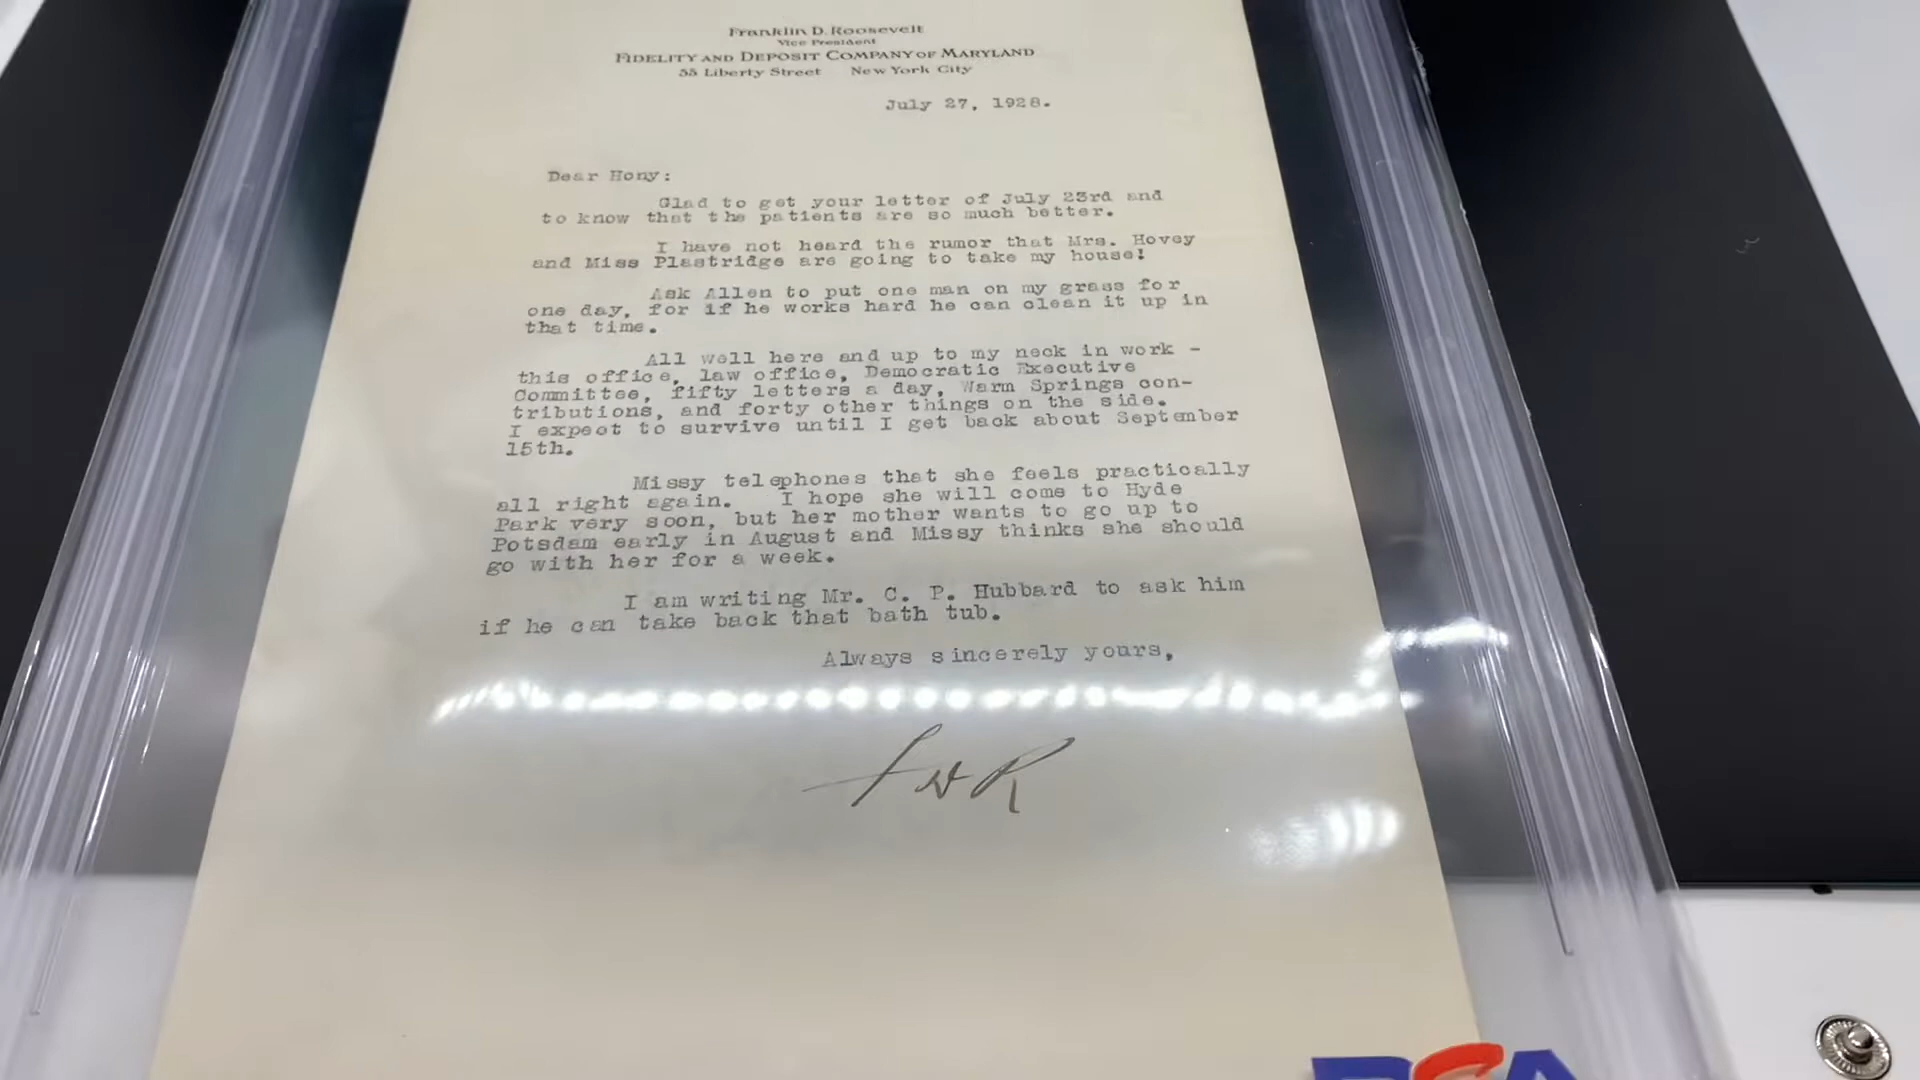 Franklin D. Roosevelt
Vice President
FIDELITY AND DEPOSIT COMPANY OF MARYLAND
55 Liberty Street New York City
July 27, 1928.
Dear Hony:
Glad to get your letter of July 23rd and
to know that the patients are so much better.
I have not heard the rumor that Mrs. Hovey
and Miss Plastridge are going to take my house!
Ask Allen to put one man on my grass for
one day, for if he works hard he can clean it up in
that time.
All well here and up to my neck in work -
this office, law office, Democratic Executive
Committee, fifty letters a day, Warm Springs con-
tributions, and forty other things on the side.
I expect to survive until I get back about September
15th.
Missy telephones that she feels practically
all right again. I hope she will come to Hyde
Park very soon, but her mother wants to go up to
Potsdam early in August and Missy thinks she should
go with her for a week.
I am writing Mr. C. P. Hubbard to ask him
if he can take back that bath tub.
Always sincerely yours,
FDR
PSA